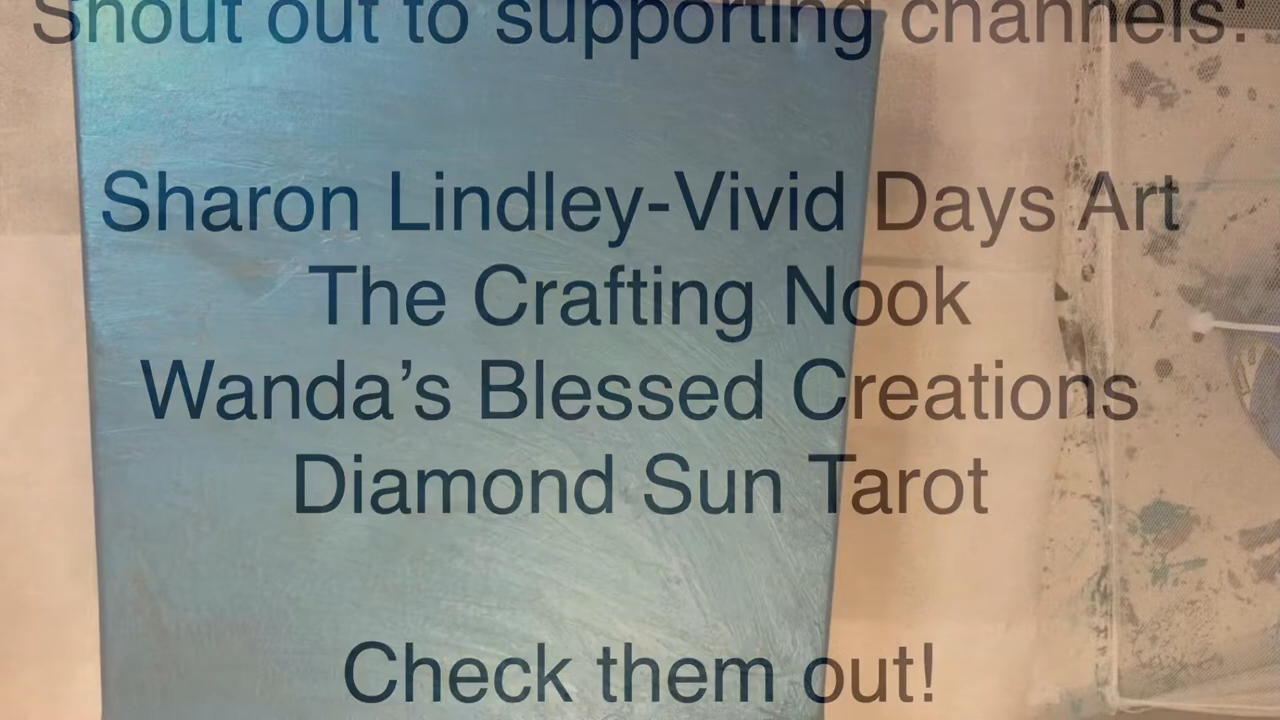 Shout out to supporting channels:
Sharon Lindley-Vivid Days Art
The Crafting Nook
Wanda’s Blessed Creations
Diamond Sun Tarot
Check them out!